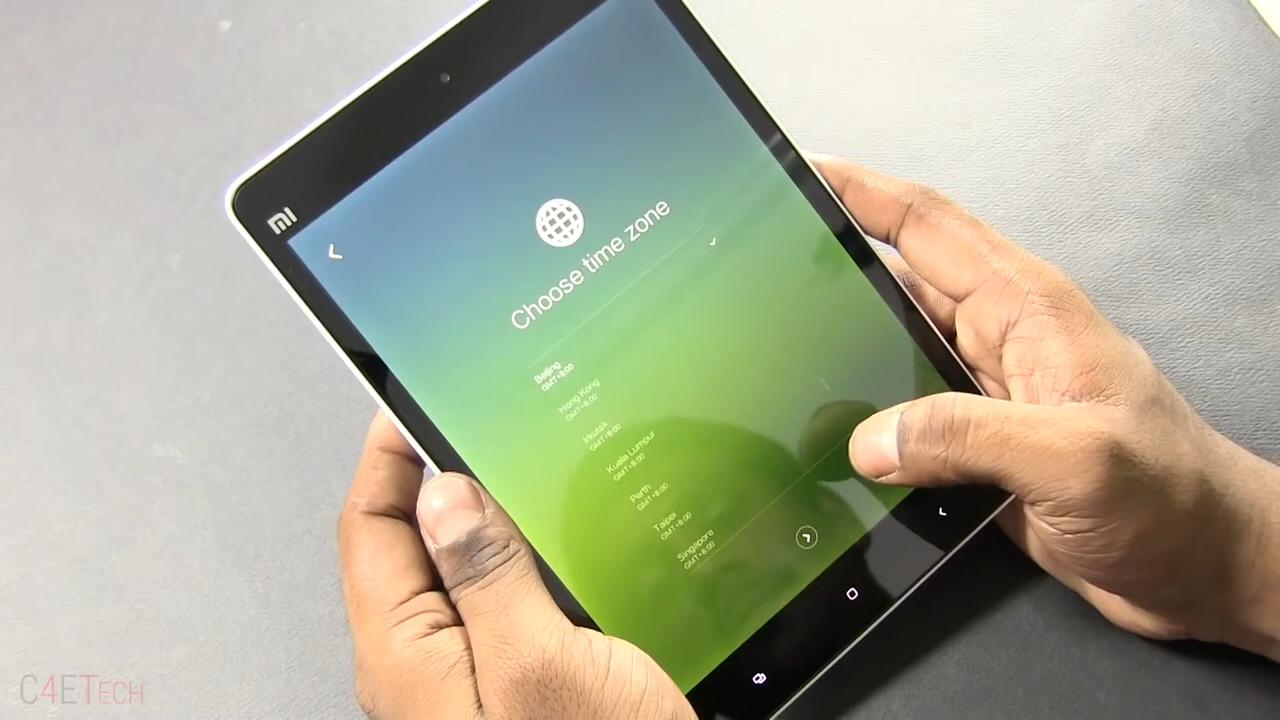 mi
Choose time zone
Beijing
GMT+8:00
Hong Kong
GMT+8:00
Irkutsk
GMT+8:00
Kuala Lumpur
GMT+8:00
Perth
GMT+8:00
Taipei
GMT+8:00
Singapore
GMT+8:00
C4ETECH